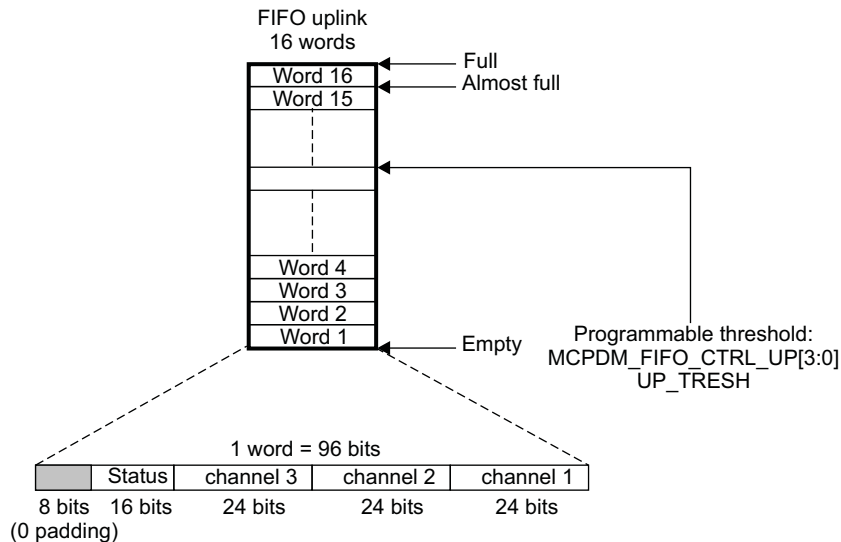 FIFO uplink
16 words
Full
Word 16
Almost full
Word 15
Word 4
Word 3
Word 2
Word 1
Empty
Programmable threshold:
MCPDM_FIFO_CTRL_UP[3:0]
UP_TRESH
1 word = 96 bits
Status channel 3 channel 2 channel 1
8 bits 16 bits 24 bits 24 bits 24 bits
(0 padding)